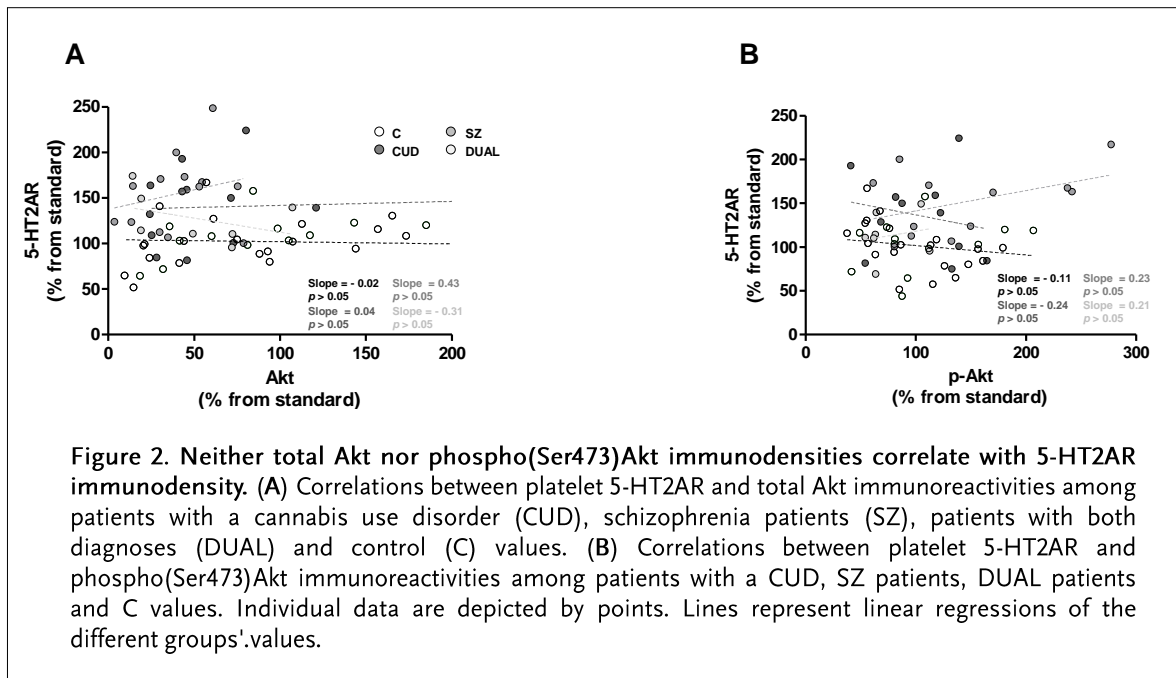 A
B
250
200
150
100
50
0
5-HT2AR
(% from standard)
C
SZ
CUD
DUAL
Slope = - 0.02
p > 0.05
Slope = 0.43
p > 0.05
Slope = 0.04
p > 0.05
Slope = - 0.31
p > 0.05
0 50 100 150 200
Akt
(% from standard)
250
200
150
100
50
0
5-HT2AR
(% from standard)
Slope = - 0.11
p > 0.05
Slope = 0.23
p > 0.05
Slope = - 0.24
p > 0.05
Slope = 0.21
p > 0.05
0 100 200 300
p-Akt
(% from standard)
Figure 2. Neither total Akt nor phospho(Ser473)Akt immunodensities correlate with 5-HT2AR
immunodensity. (A) Correlations between platelet 5-HT2AR and total Akt immunoreactivities among
patients with a cannabis use disorder (CUD), schizophrenia patients (SZ), patients with both
diagnoses (DUAL) and control (C) values. (B) Correlations between platelet 5-HT2AR and
phospho(Ser473)Akt immunoreactivities among patients with a CUD, SZ patients, DUAL patients
and C values. Individual data are depicted by points. Lines represent linear regressions of the
different groups'.values.